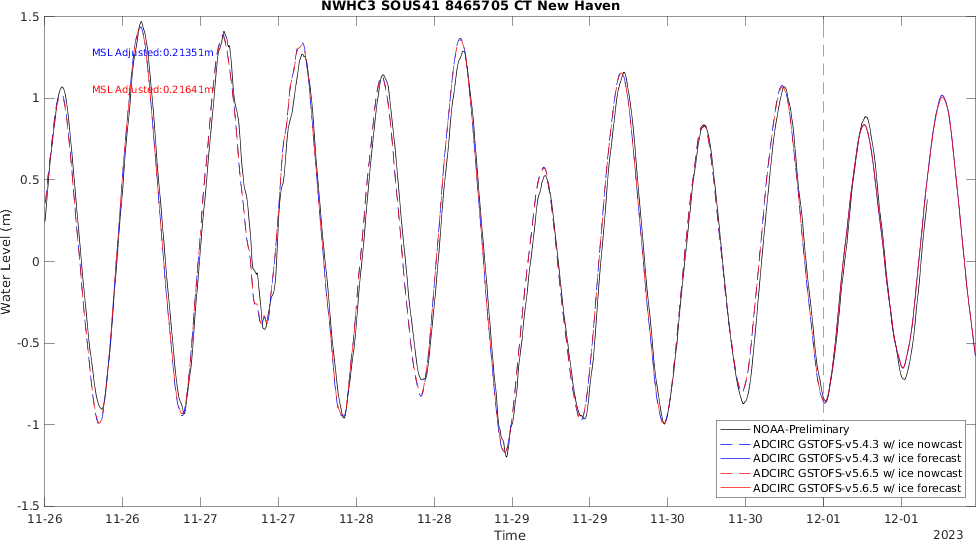 NWHC3 SOUS41 8465705 CT New Haven
1.5
MSL Adjusted:0.21351m
1
MSL Adjusted:0.21641m
0.5
0
Water Level (m)
-0.5
-1
-1.5
NOAA-Preliminary
ADCIRC GSTOFS-v5.4.3 w/ ice nowcast
ADCIRC GSTOFS-v5.4.3 w/ ice forecast
ADCIRC GSTOFS-v5.6.5 w/ ice nowcast
ADCIRC GSTOFS-v5.6.5 w/ ice forecast
11-26 11-26 11-27 11-27 11-28 11-28 11-29 11-29 11-30 11-30 12-01 12-01
Time
2023